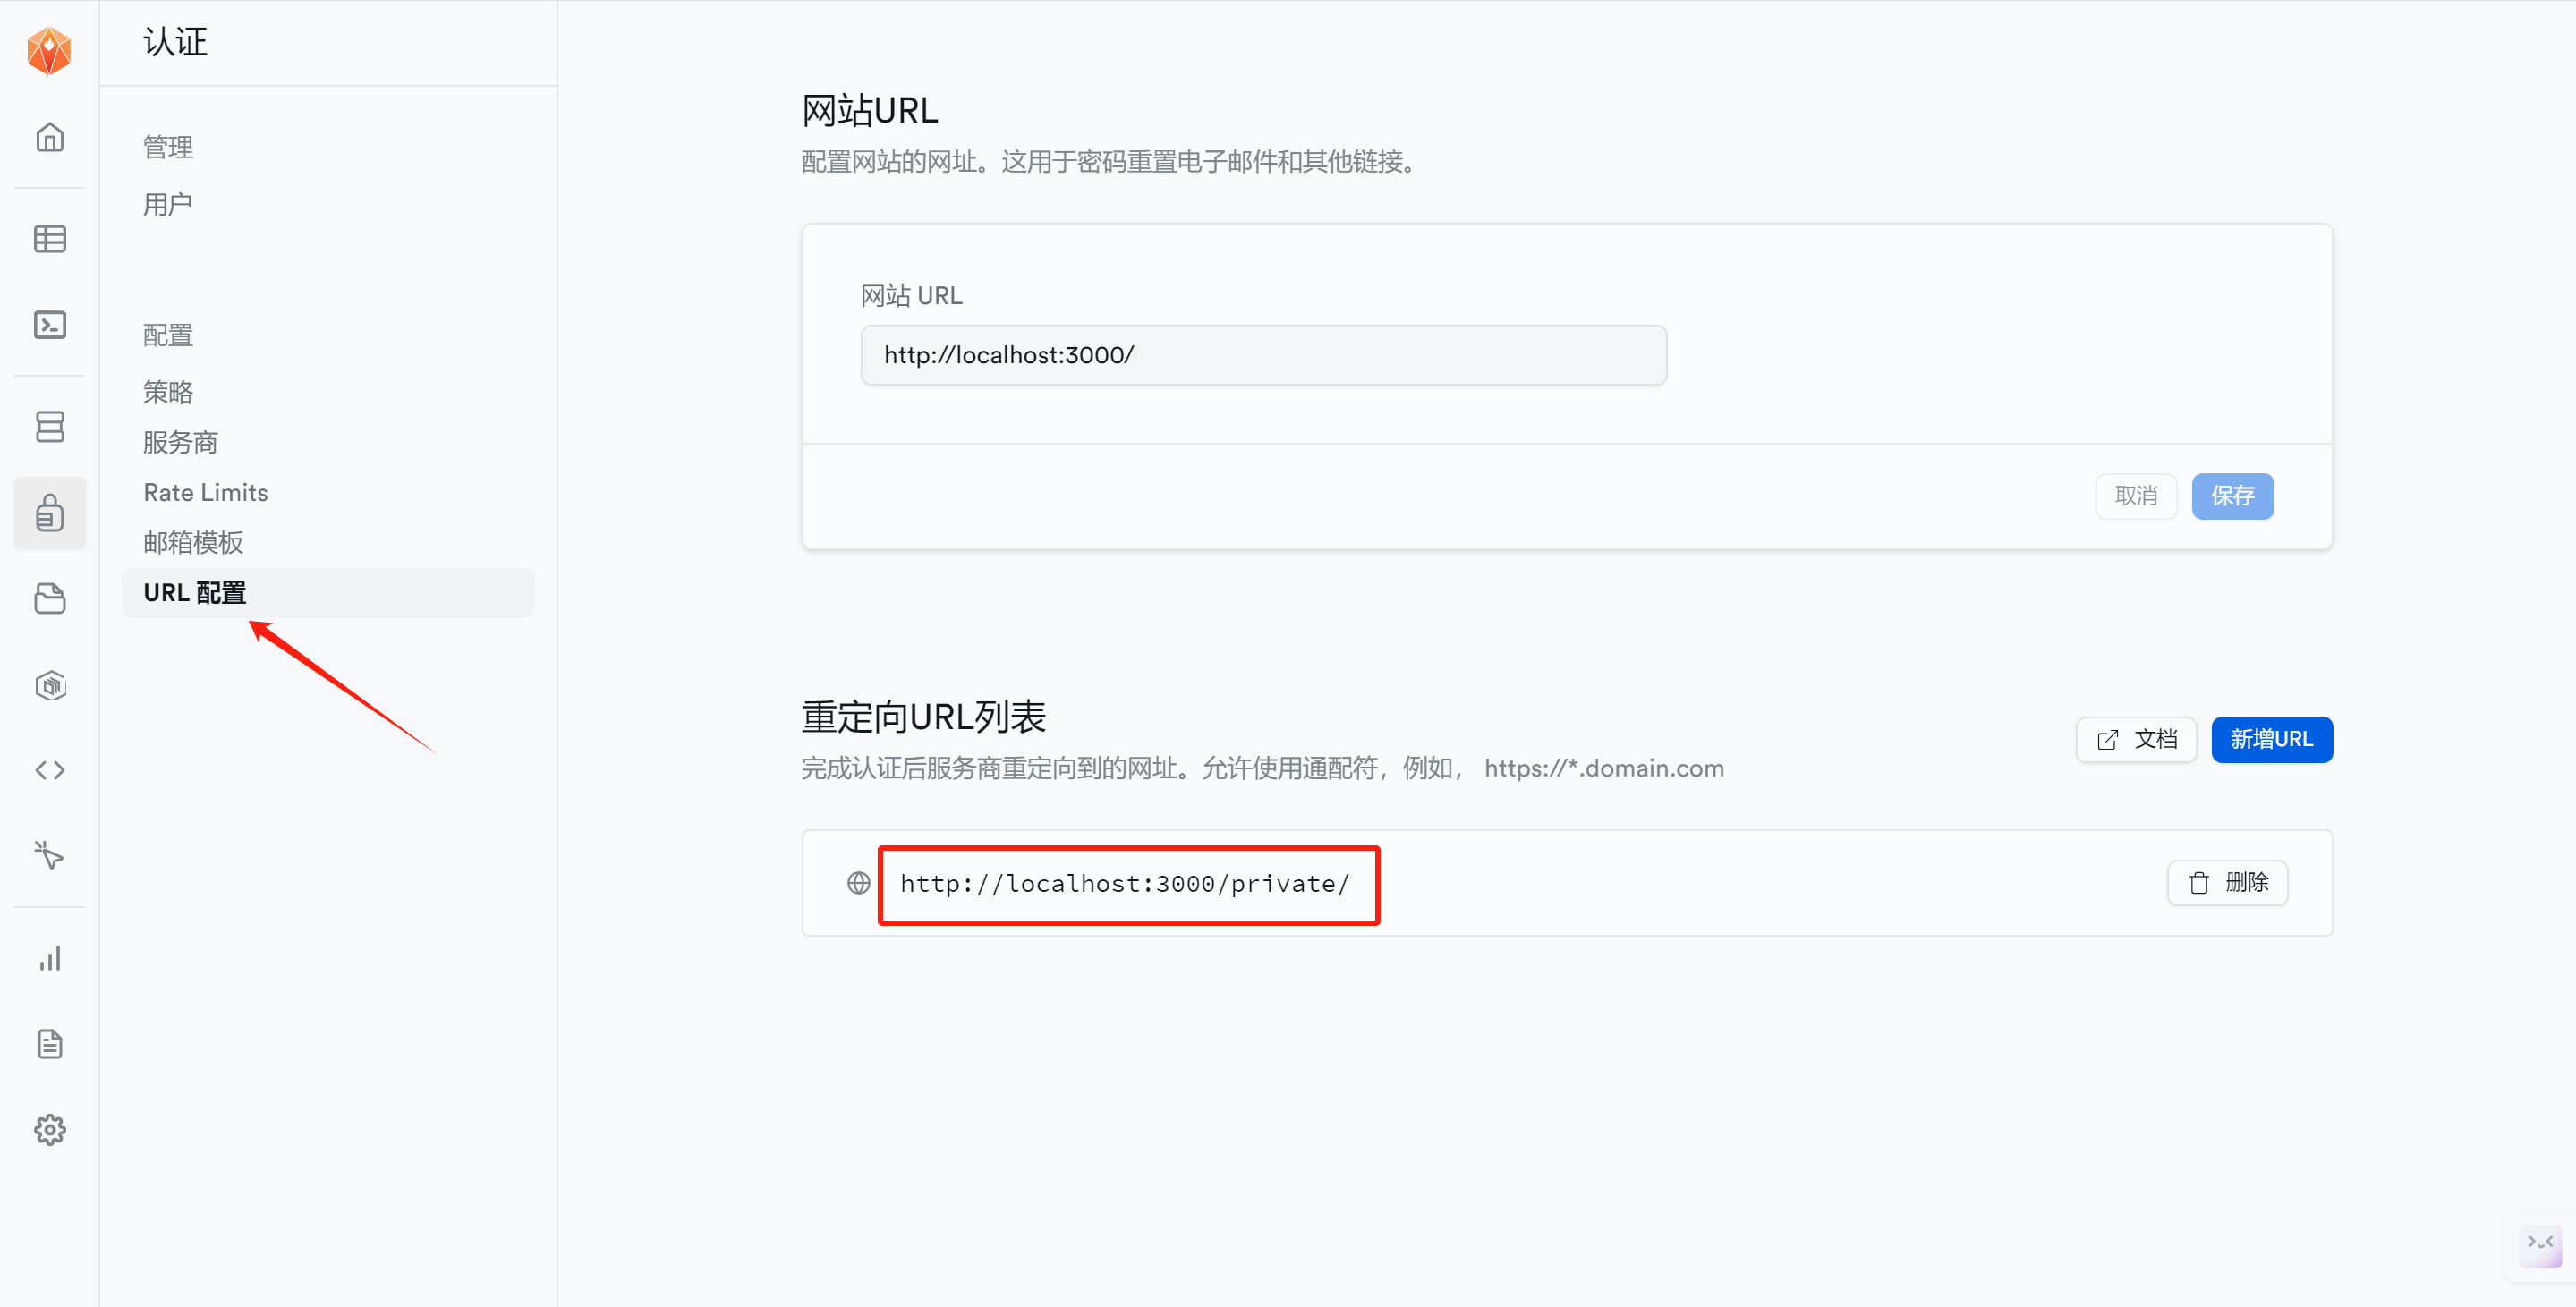 认证
管理
用户
配置
策略
服务商
Rate Limits
邮箱模板
URL 配置
网站URL
配置网站的网址。这用于密码重置电子邮件和其他链接。
网站 URL
http://localhost:3000/
取消
保存
重定向URL列表
完成认证后服务商重定向到的网址。允许使用通配符，例如， https://*.domain.com
文档
新增URL
http://localhost:3000/private/
删除